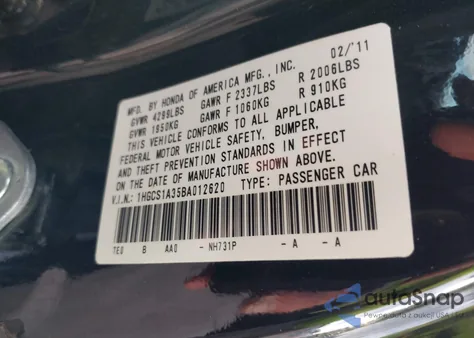 MFD. BY HONDA OF AMERICA MFG., INC. 02/'11
GVWR 4299LBS GAWR F 2337LBS R 2006LBS
GVWR 1950KG GAWR F 1060KG R 910KG
THIS VEHICLE CONFORMS TO ALL APPLICABLE
FEDERAL MOTOR VEHICLE SAFETY, BUMPER,
AND THEFT PREVENTION STANDARDS IN EFFECT
ON THE DATE OF MANUFACTURE SHOWN ABOVE.
V.I.N.: 1HGCS1A35BA012620 TYPE: PASSENGER CAR
TE0 B AA0 - NH731P - A - A
autoSnap